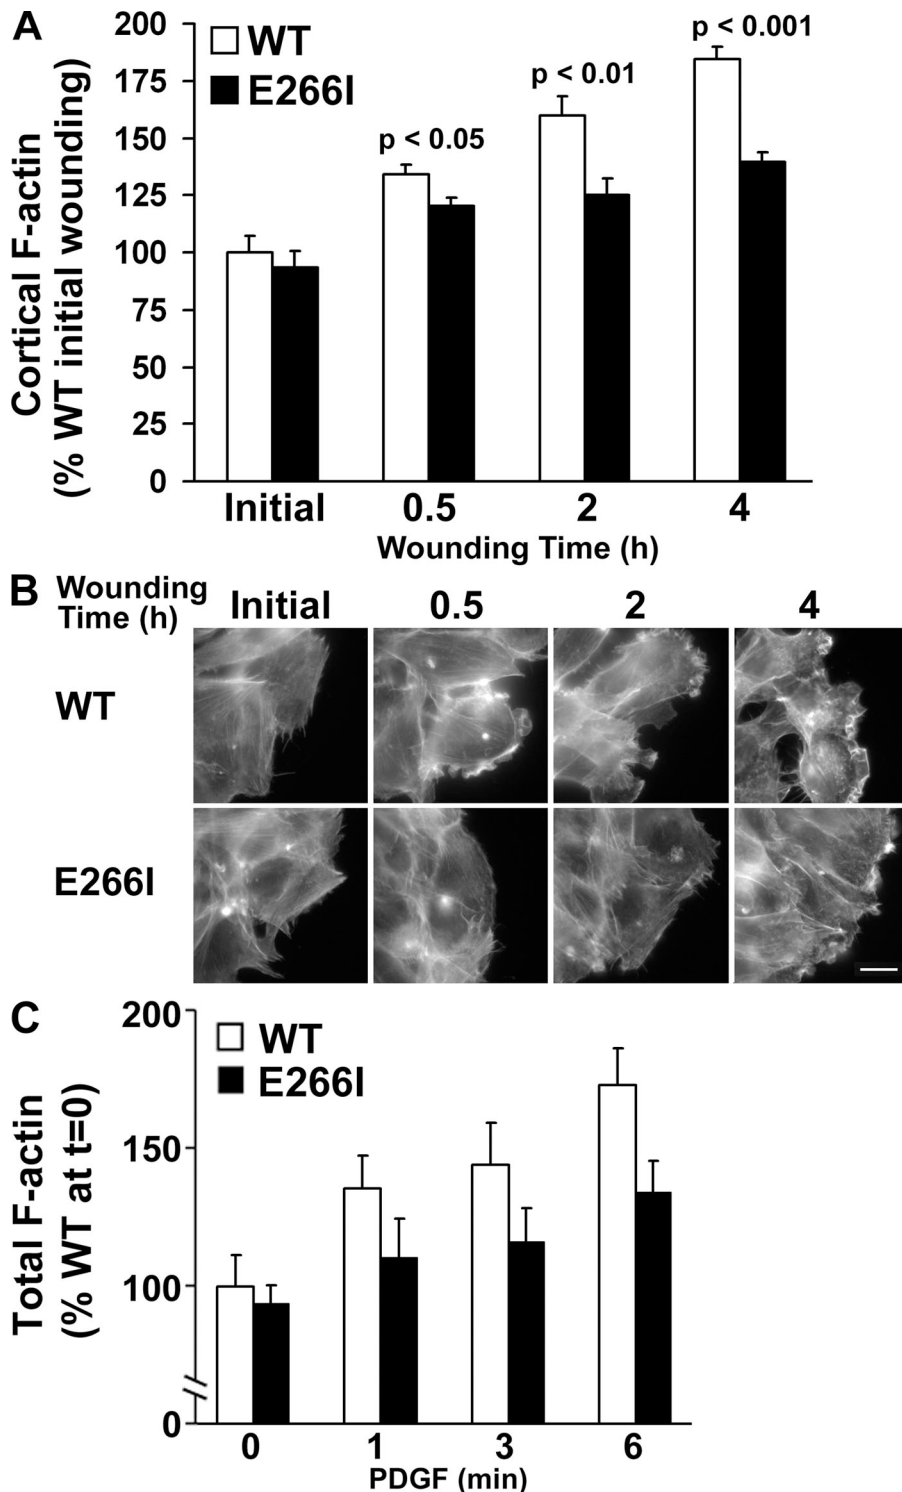 A
200
175
150
125
100
75
50
25
0
Cortical F-actin
(% WT initial wounding)
WT
E266I
p < 0.05
p < 0.01
p < 0.001
Initial 0.5 2 4
Wounding Time (h)
B Wounding
Time (h)
Initial 0.5 2 4
WT
E266I
C
200
150
100
0
Total F-actin
(% WT at t=0)
WT
E266I
0 1 3 6
PDGF (min)